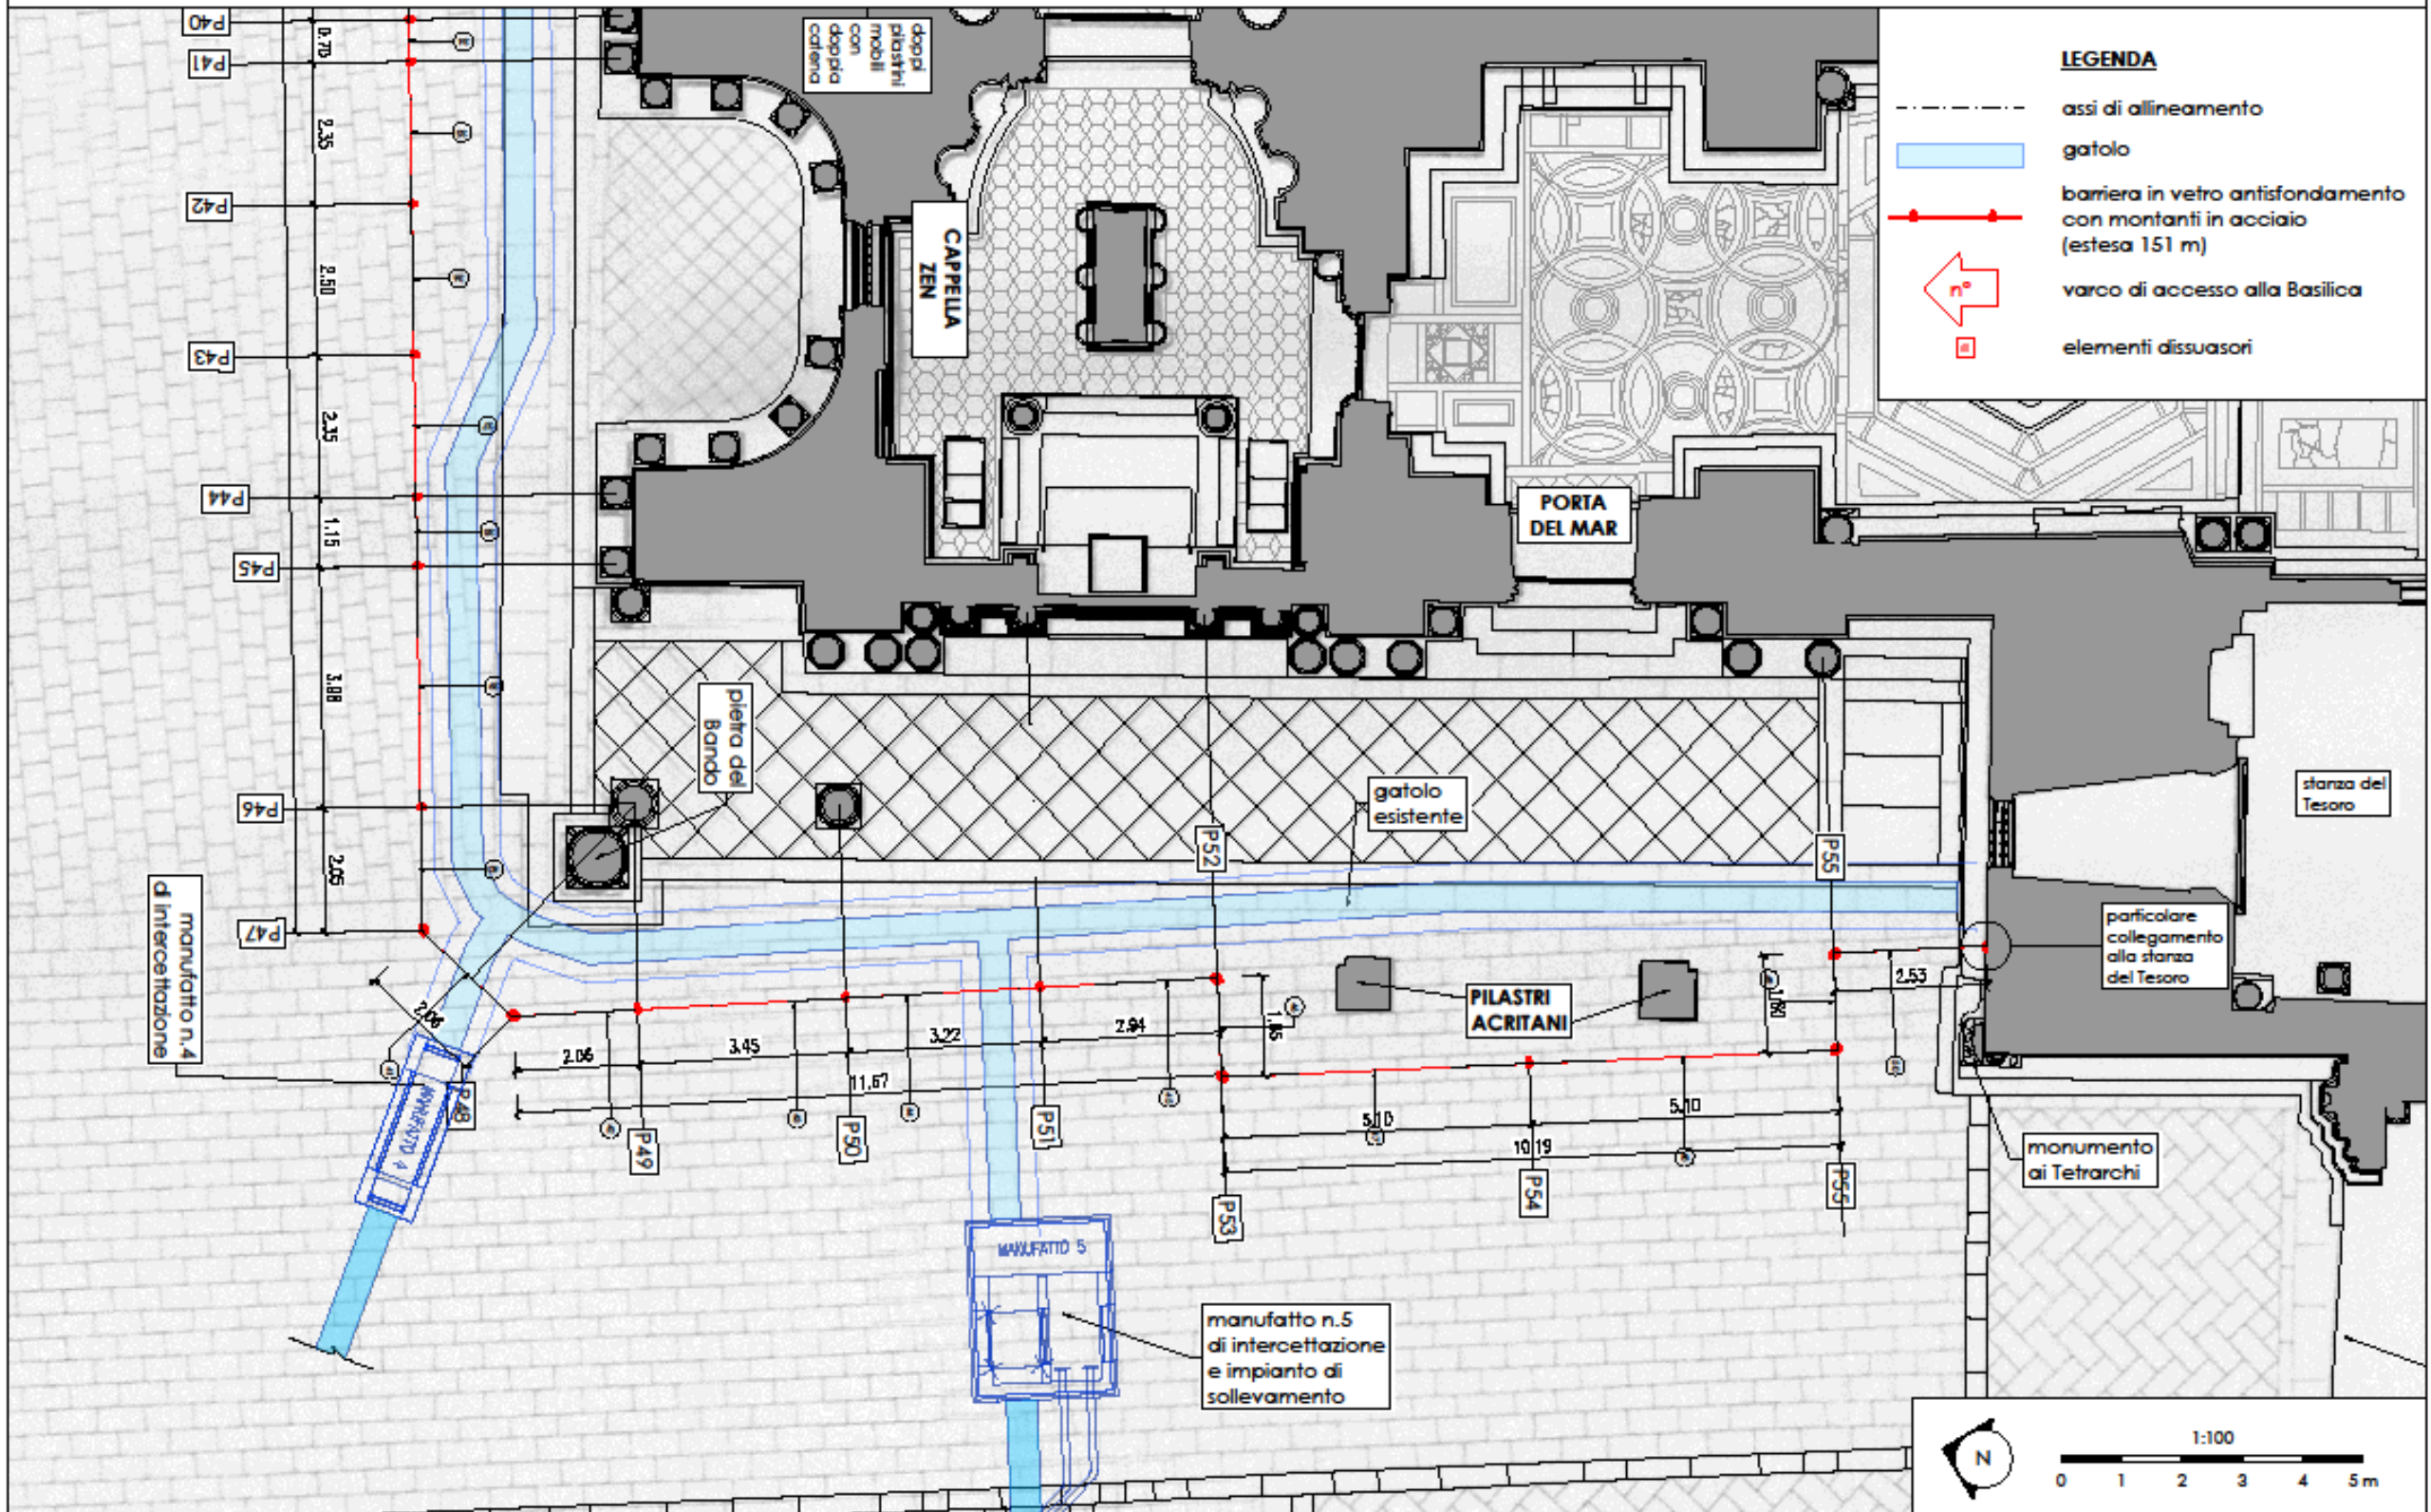 P40
P41
P42
P43
P44
P45
P46
P47
0.70
2.35
2.50
2.35
1.15
3.88
2.05
doppi
pilastrini
mobili
con
doppia
catena
CAPPELLA
ZEN
PORTA
DEL MAR
LEGENDA
assi di allineamento
gatolo
barriera in vetro antisfondamento
con montanti in acciaio
(estesa 151 m)
n°
varco di accesso alla Basilica
elementi dissuasori
pietra del
Bando
gatolo
esistente
P52
P55
stanza del
Tesoro
particolare
collegamento
alla stanza
del Tesoro
manufatto n.4
di intercettazione
PILASTRI
ACRITANI
2.06
2.06
3.45
3.22
2.94
11,67
2.53
5.10
5.10
10.19
P48
P49
P50
P51
P53
P54
P55
MANUFATTO 4
MANUFATTO 5
monumento
ai Tetrarchi
manufatto n.5
di intercettazione
e impianto di
sollevamento
N
1:100
0 1 2 3 4 5 m